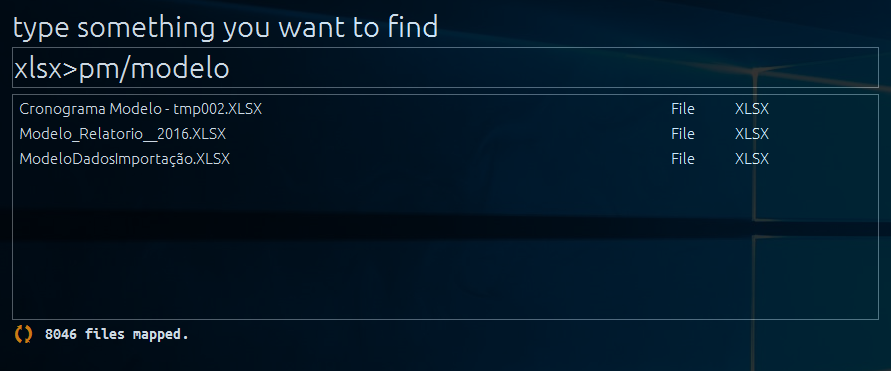 type something you want to find
xlsx>pm/modelo
Cronograma Modelo - tmp002.XLSX File XLSX
Modelo_Relatorio__2016.XLSX File XLSX
ModeloDadosImportação.XLSX File XLSX
8046 files mapped.